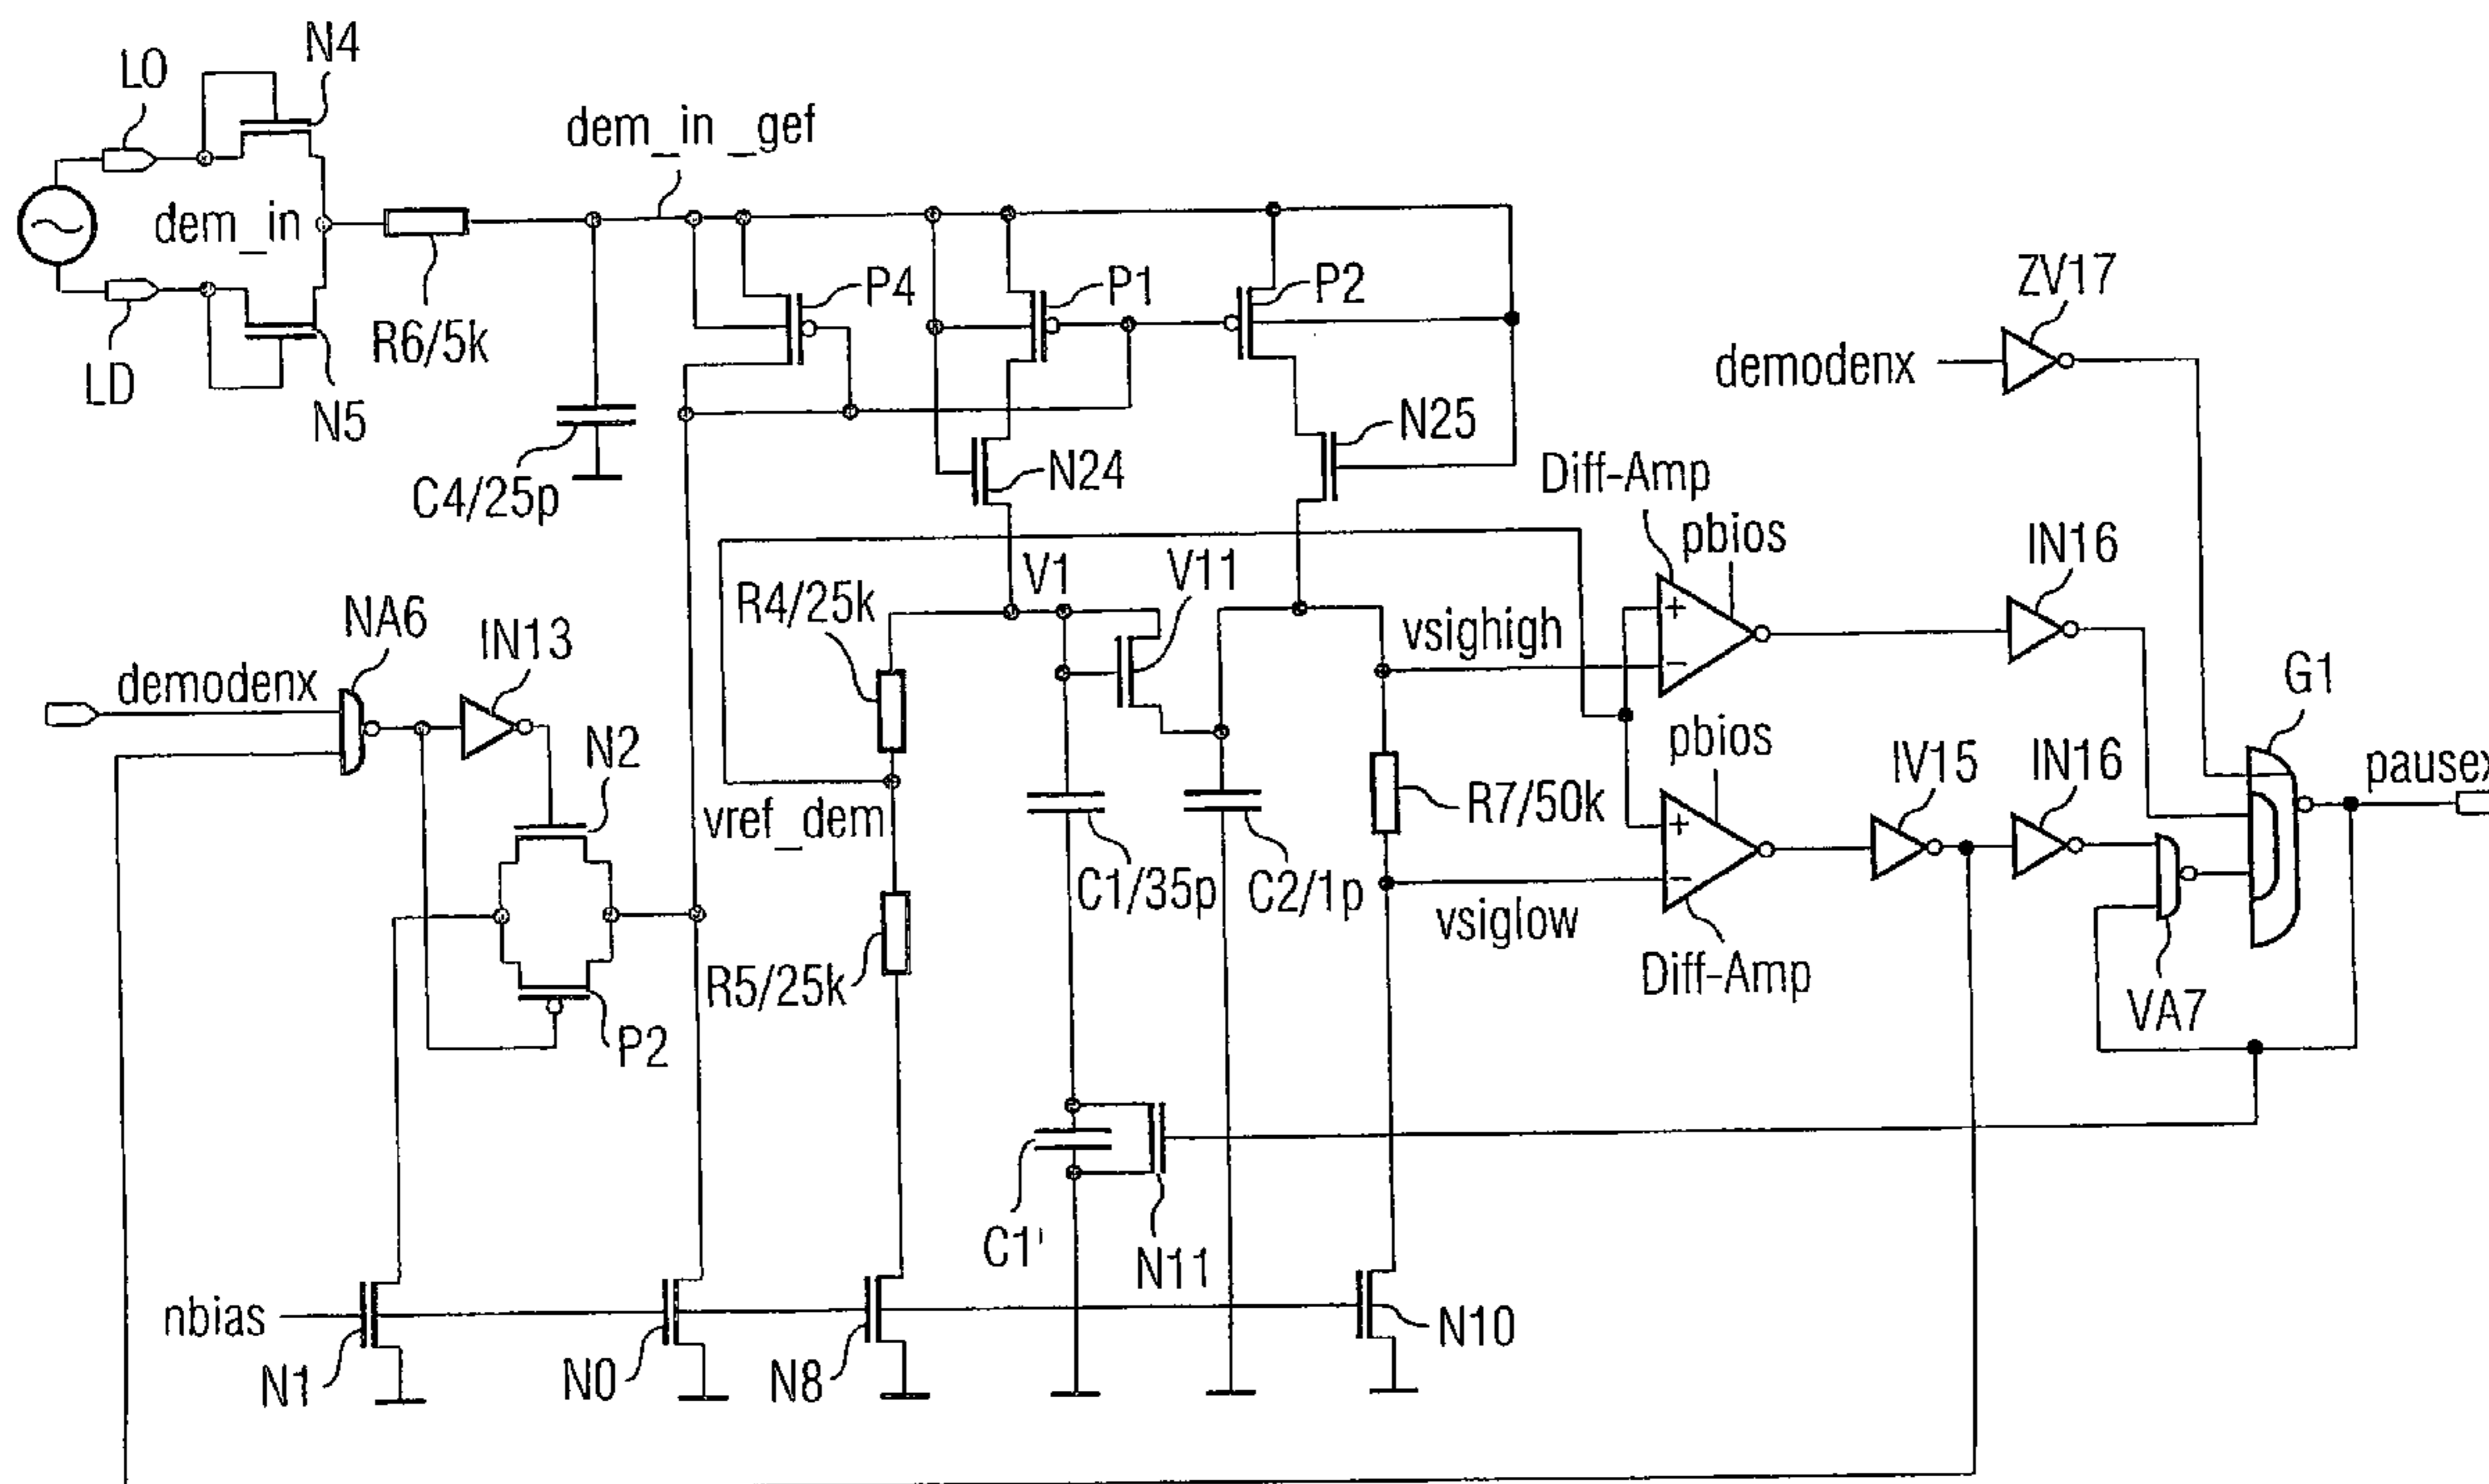 N4
LO
dem_in _gef
dem_in
P4
P1
P2
ZV17
R6/5k
demodenx
LD
N5
N25
N24
Diff-Amp
C4/25p
pbios
IN16
V1
V11
R4/25k
NA6
IN13
vsighigh
demodenx
G1
N2
pbios
IV15
IN16
pausex
R7/50k
vref_dem
C1/35p
C2/1p
vsiglow
R5/25k
Diff-Amp
VA7
P2
C1'
N11
nbias
N10
N1
N0
N8
+
−
+
−